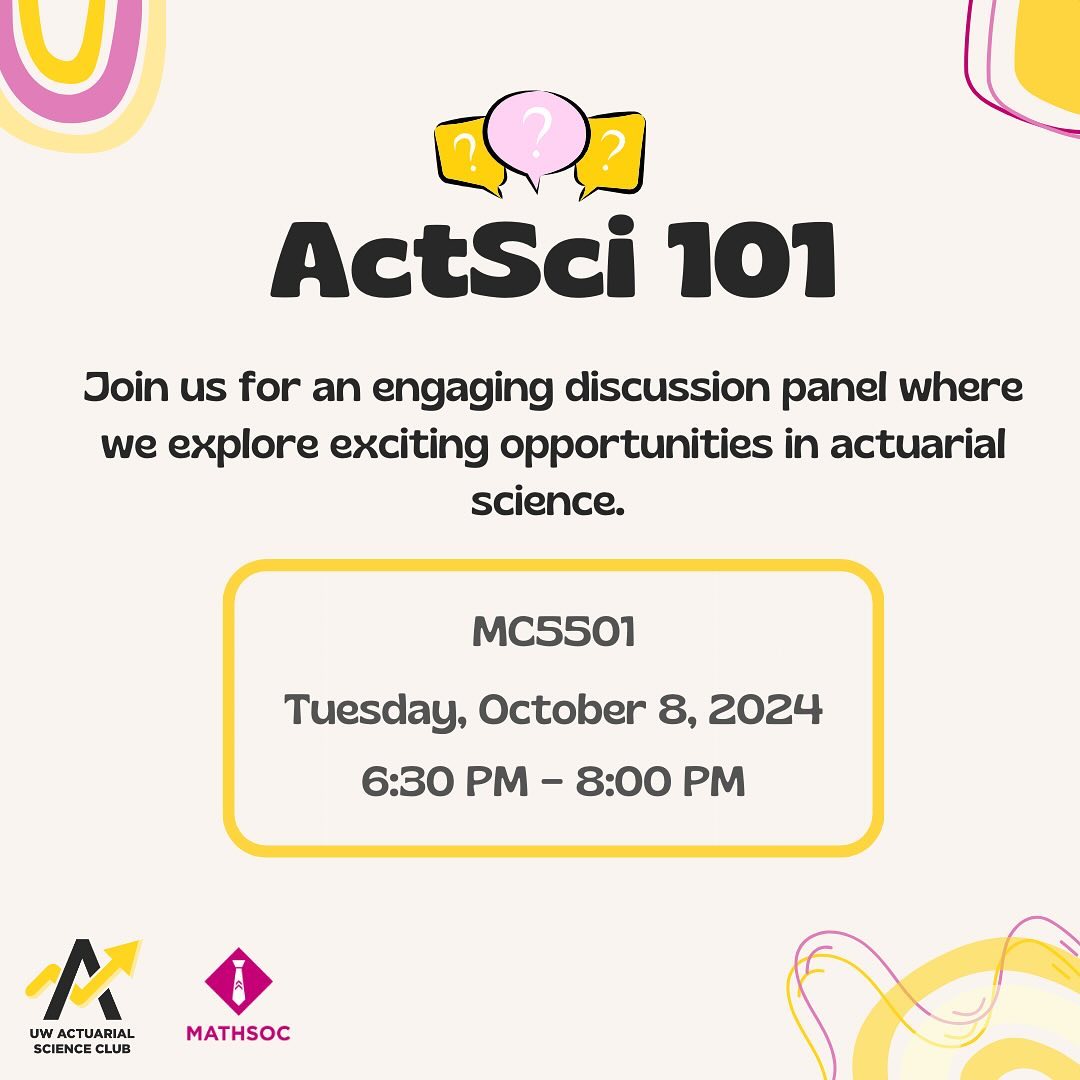 ? ? ?
ActSci 101
Join us for an engaging discussion panel where
we explore exciting opportunities in actuarial
science.
MC5501
Tuesday, October 8, 2024
6:30 PM - 8:00 PM
UW ACTUARIAL
SCIENCE CLUB
MATHSOC